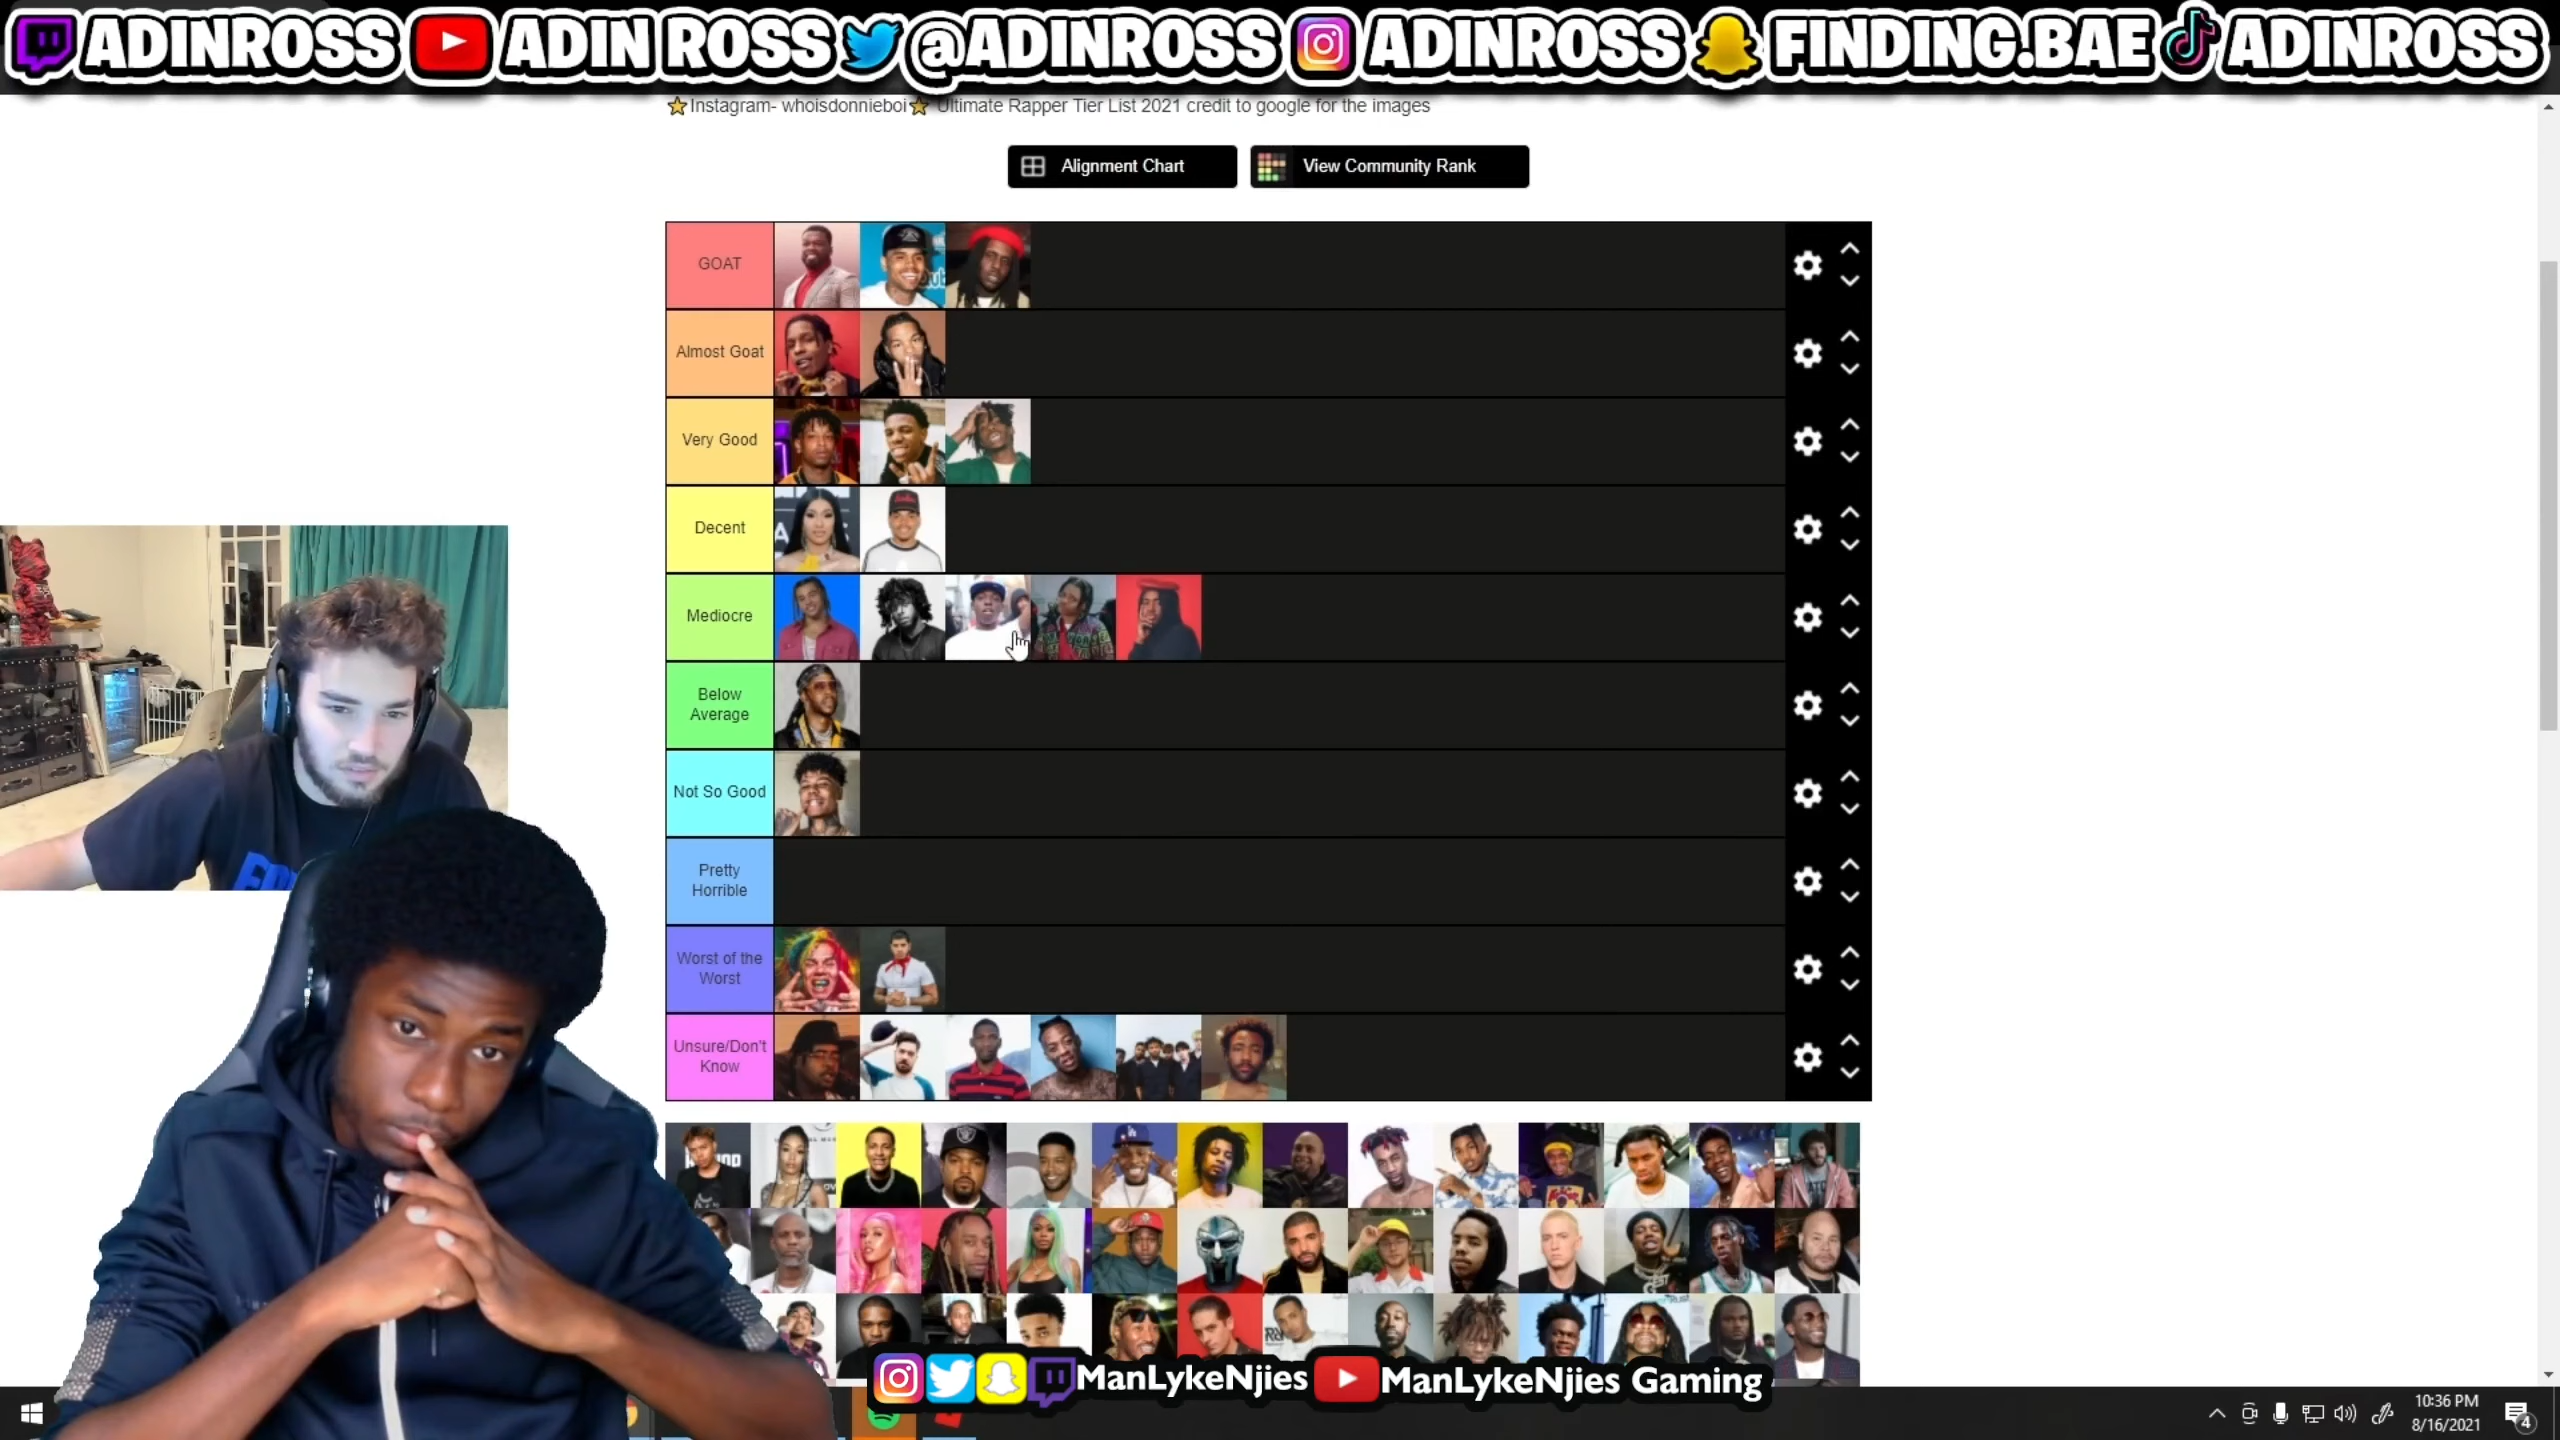 ADINROSS ADIN ROSS @ADINROSS ADINROSS FINDING.BAE ADINROSS
Instagram- whoisdonnieboi Ultimate Rapper Tier List 2021 credit to google for the images
Alignment Chart
View Community Rank
GOAT
Almost Goat
Very Good
Decent
Mediocre
Below
Average
Not So Good
Pretty
Horrible
Worst of the
Worst
Unsure/Don't
Know
ManLykeNjies ManLykeNjies Gaming
10:36 PM
8/16/2021
4